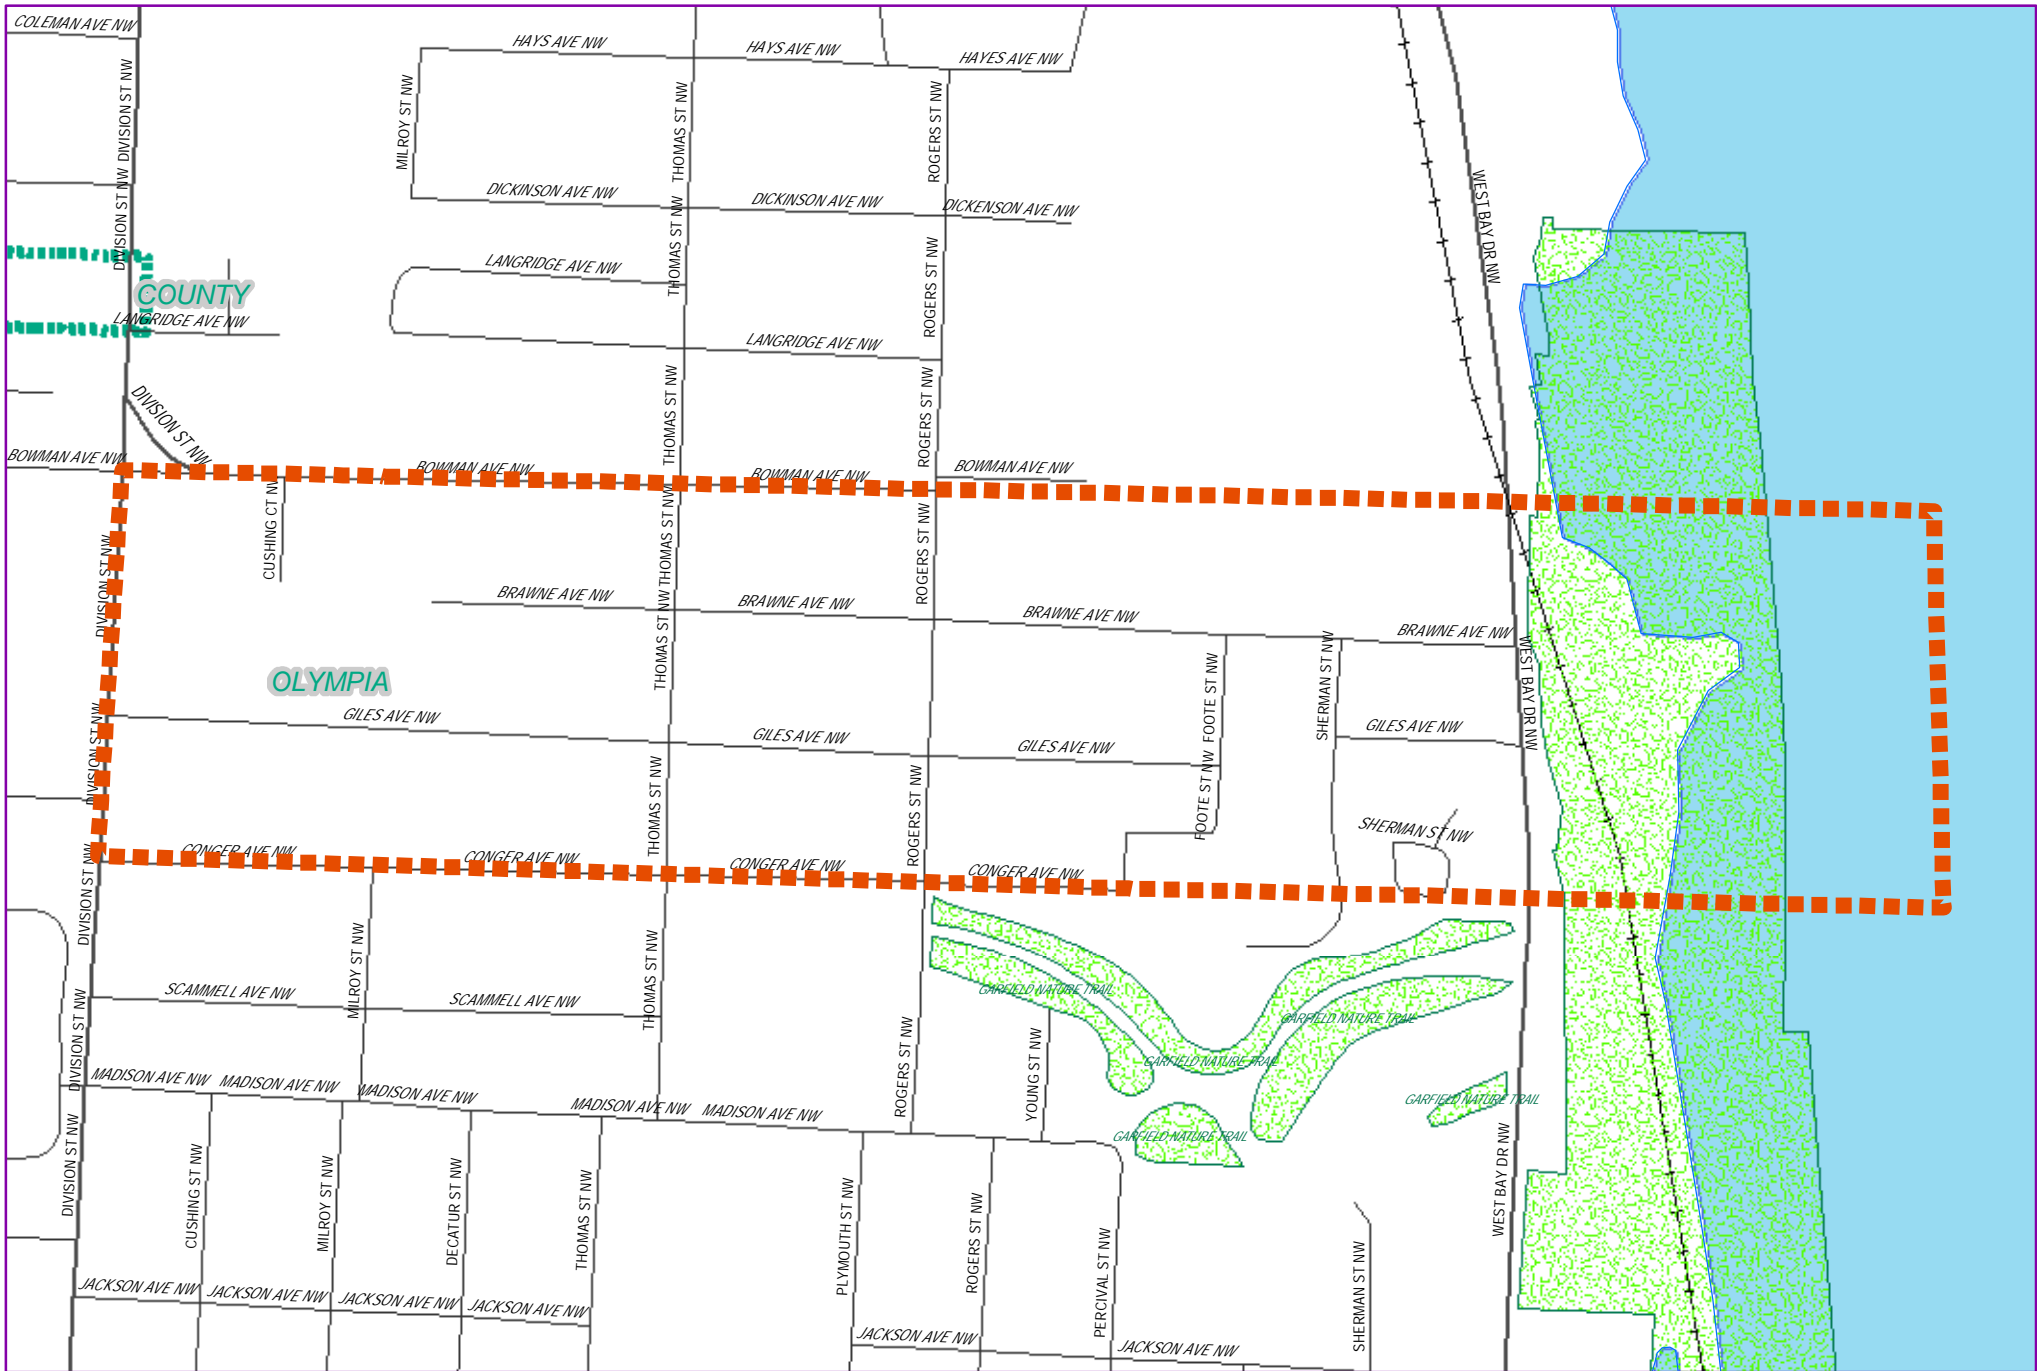 COLEMAN AVE NW
HAYS AVE NW
HAYS AVE NW
HAYES AVE NW
DIVISION ST NW
MILROY ST NW
THOMAS ST NW
ROGERS ST NW
DIVISION ST NW
DICKINSON AVE NW
DICKINSON AVE NW
DICKENSON AVE NW
WEST BAY DR NW
THOMAS ST NW
ROGERS ST NW
LANGRIDGE AVE NW
COUNTY
LANGRIDGE AVE NW
LANGRIDGE AVE NW
DIVISION ST NW
THOMAS ST NW
ROGERS ST NW
BOWMAN AVE NW
BOWMAN AVE NW
BOWMAN AVE NW
BOWMAN AVE NW
CUSHING CT NW
THOMAS ST NW
ROGERS ST NW
DIVISION ST NW
BRAWNE AVE NW
BRAWNE AVE NW
BRAWNE AVE NW
BRAWNE AVE NW
THOMAS ST NW
FOOTE ST NW
SHERMAN ST NW
WEST BAY DR NW
OLYMPIA
DIVISION ST NW
GILES AVE NW
GILES AVE NW
GILES AVE NW
GILES AVE NW
THOMAS ST NW
ROGERS ST NW
FOOTE ST NW
SHERMAN ST NW
CONGER AVE NW
CONGER AVE NW
CONGER AVE NW
CONGER AVE NW
DIVISION ST NW
MILROY ST NW
THOMAS ST NW
SCAMMELL AVE NW
SCAMMELL AVE NW
GARFIELD NATURE TRAIL
GARFIELD NATURE TRAIL
GARFIELD NATURE TRAIL
GARFIELD NATURE TRAIL
GARFIELD NATURE TRAIL
DIVISION ST NW
ROGERS ST NW
YOUNG ST NW
MADISON AVE NW
MADISON AVE NW
MADISON AVE NW
MADISON AVE NW
MADISON AVE NW
DIVISION ST NW
CUSHING ST NW
MILROY ST NW
DECATUR ST NW
THOMAS ST NW
PLYMOUTH ST NW
ROGERS ST NW
PERCIVAL ST NW
SHERMAN ST NW
WEST BAY DR NW
JACKSON AVE NW
JACKSON AVE NW
JACKSON AVE NW
JACKSON AVE NW
JACKSON AVE NW
JACKSON AVE NW